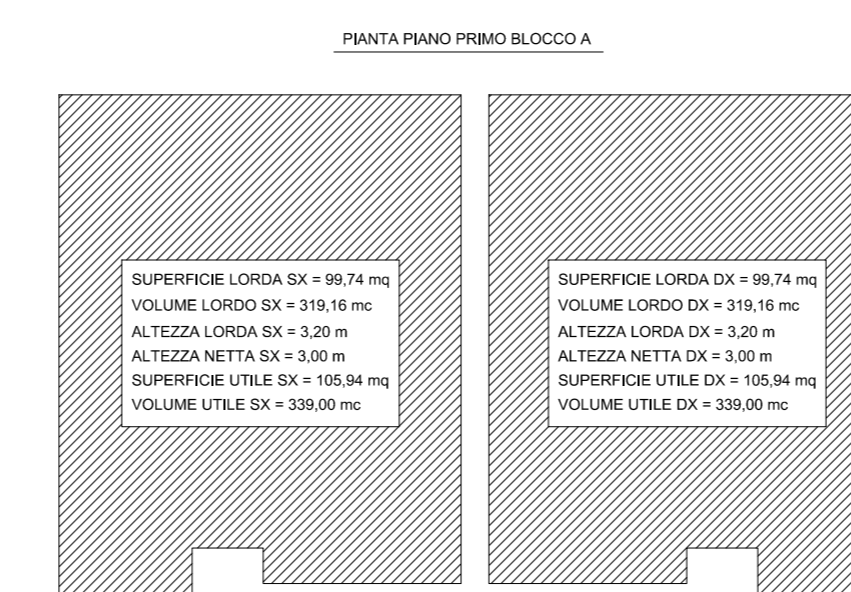 PIANTA PIANO PRIMO BLOCCO A
SUPERFICIE LORDA SX = 99,74 mq
VOLUME LORDO SX = 319,16 mc
ALTEZZA LORDA SX = 3,20 m
ALTEZZA NETTA SX = 3,00 m
SUPERFICIE UTILE SX = 105,94 mq
VOLUME UTILE SX = 339,00 mc
SUPERFICIE LORDA DX = 99,74 mq
VOLUME LORDO DX = 319,16 mc
ALTEZZA LORDA DX = 3,20 m
ALTEZZA NETTA DX = 3,00 m
SUPERFICIE UTILE DX = 105,94 mq
VOLUME UTILE DX = 339,00 mc